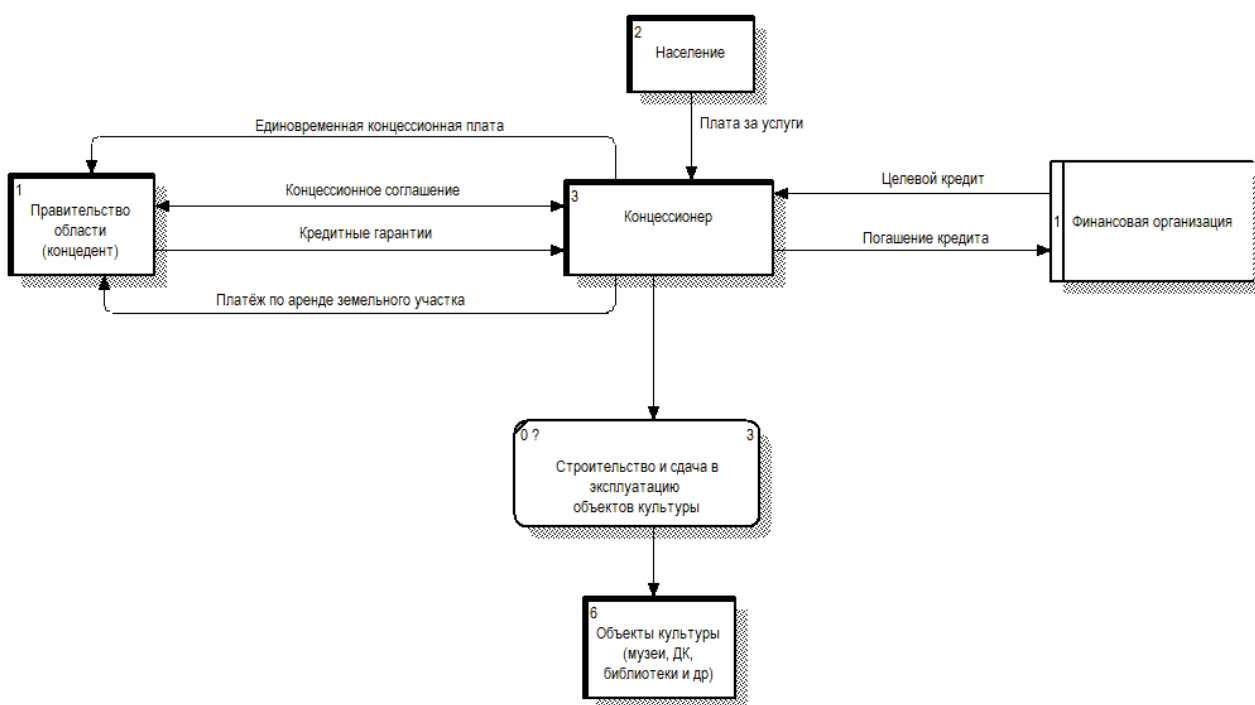 2
Население
Единовременная концессионная плата
Плата за услуги
1
Правительство
области
(концедент)
Концессионное соглашение
Кредитные гарантии
Платёж по аренде земельного участка
3
Концессионер
Целевой кредит
Погашение кредита
1
Финансовая организация
0 ?
3
Строительство и сдача в
эксплуатацию
объектов культуры
6
Объекты культуры
(музеи, ДК,
библиотеки и др)